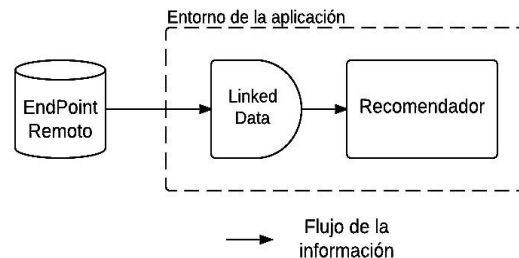 Entorno de la aplicación
EndPoint
Remoto
Linked
Data
Recomendador
Flujo de la
información